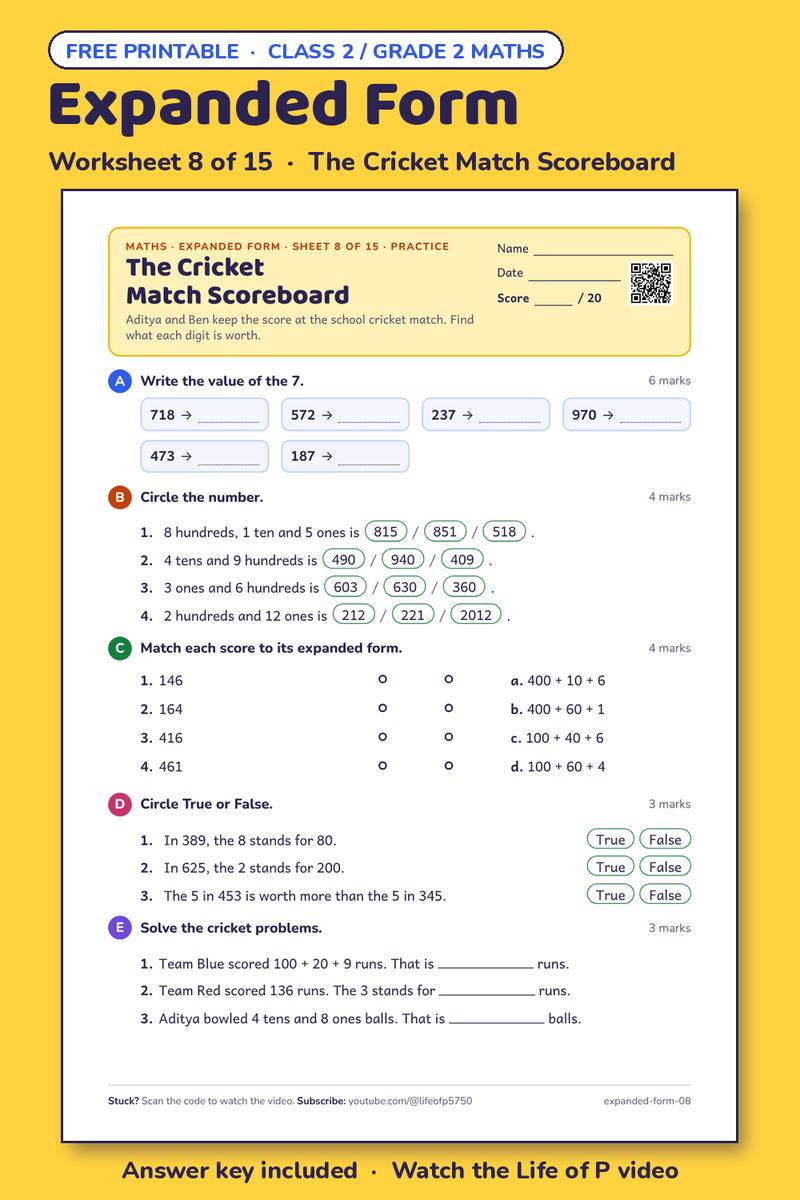 FREE PRINTABLE · CLASS 2 / GRADE 2 MATHS
Expanded Form
Worksheet 8 of 15 · The Cricket Match Scoreboard
MATHS · EXPANDED FORM · SHEET 8 OF 15 · PRACTICE
The Cricket
Match Scoreboard
Aditya and Ben keep the score at the school cricket match. Find
what each digit is worth.
Name
Date
Score / 20
A Write the value of the 7. 6 marks
718 → 572 → 237 → 970 →
473 → 187 →
B Circle the number. 4 marks
1. 8 hundreds, 1 ten and 5 ones is 815 / 851 / 518 .
2. 4 tens and 9 hundreds is 490 / 940 / 409 .
3. 3 ones and 6 hundreds is 603 / 630 / 360 .
4. 2 hundreds and 12 ones is 212 / 221 / 2012 .
C Match each score to its expanded form. 4 marks
1. 146 a. 400 + 10 + 6
2. 164 b. 400 + 60 + 1
3. 416 c. 100 + 40 + 6
4. 461 d. 100 + 60 + 4
D Circle True or False. 3 marks
1. In 389, the 8 stands for 80. True False
2. In 625, the 2 stands for 200. True False
3. The 5 in 453 is worth more than the 5 in 345. True False
E Solve the cricket problems. 3 marks
1. Team Blue scored 100 + 20 + 9 runs. That is ____________ runs.
2. Team Red scored 136 runs. The 3 stands for ____________ runs.
3. Aditya bowled 4 tens and 8 ones balls. That is ____________ balls.
Stuck? Scan the code to watch the video. Subscribe: youtube.com/@lifeofp5750 expanded-form-08
Answer key included · Watch the Life of P video